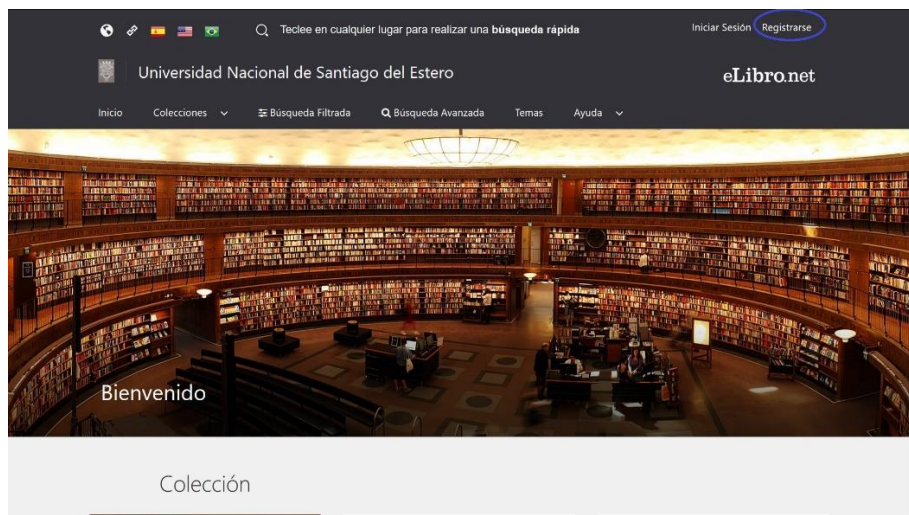 Teclee en cualquier lugar para realizar una búsqueda rápida
Iniciar Sesión Registrarse
Universidad Nacional de Santiago del Estero
eLibro.net
Inicio Colecciones Búsqueda Filtrada Búsqueda Avanzada Temas Ayuda
Bienvenido
Colección